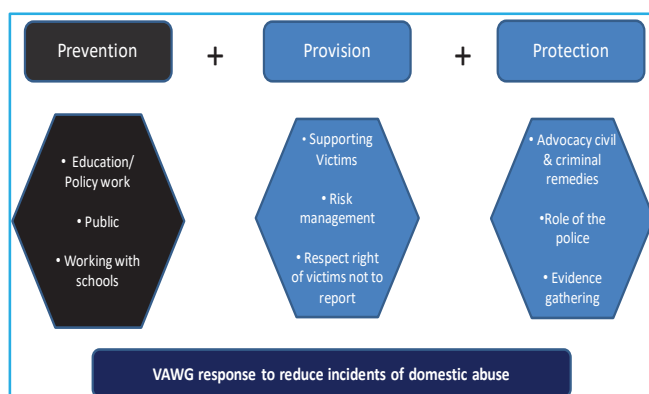 Prevention
+
Provision
+
Protection
• Education/
Policy work
• Public
• Working with
schools
• Supporting
Victims
• Risk
management
• Respect right
of victims not to
report
• Advocacy civil
& criminal
remedies
•Role of the
police
• Evidence
gathering
VAWG response to reduce incidents of domestic abuse